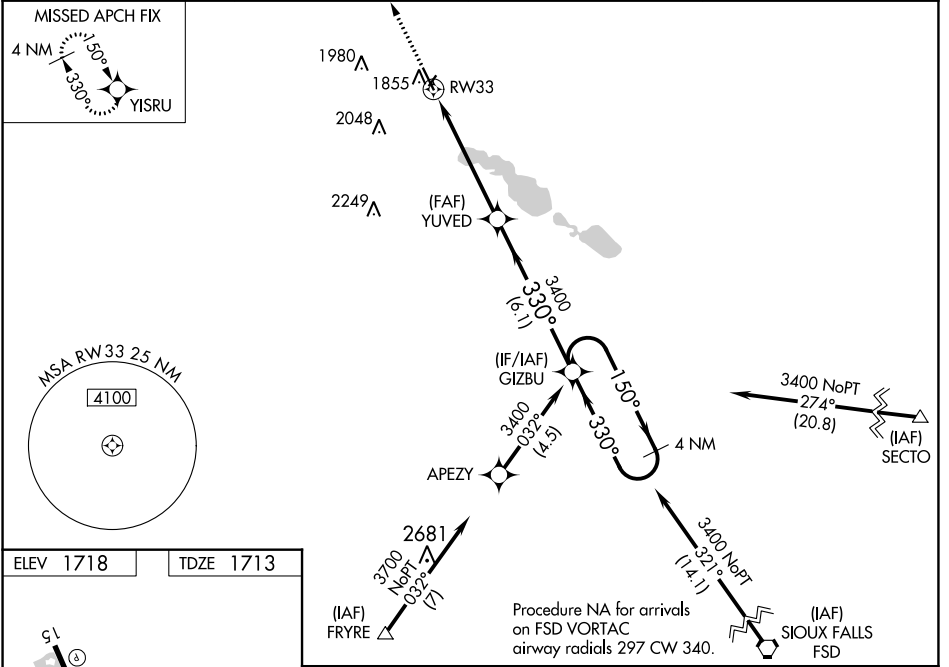 MISSED APCH FIX
4 NM
150°
330°
YISRU
1980
1855
RW33
2048
2249
(FAF)
YUVED
3400
330°
(6.1)
(IF/IAF)
GIZBU
150°
330°
4 NM
3400 NoPT
274°
(20.8)
(IAF)
SECTO
MSA RW33 25 NM
4100
3400
032°
(4.5)
APEZY
2681
3700
NoPT
032°
(7)
(IAF)
FRYRE
3400 NoPT
321°
(14.1)
(IAF)
SIOUX FALLS
FSD
Procedure NA for arrivals
on FSD VORTAC
airway radials 297 CW 340.
ELEV 1718
TDZE 1713
15
P